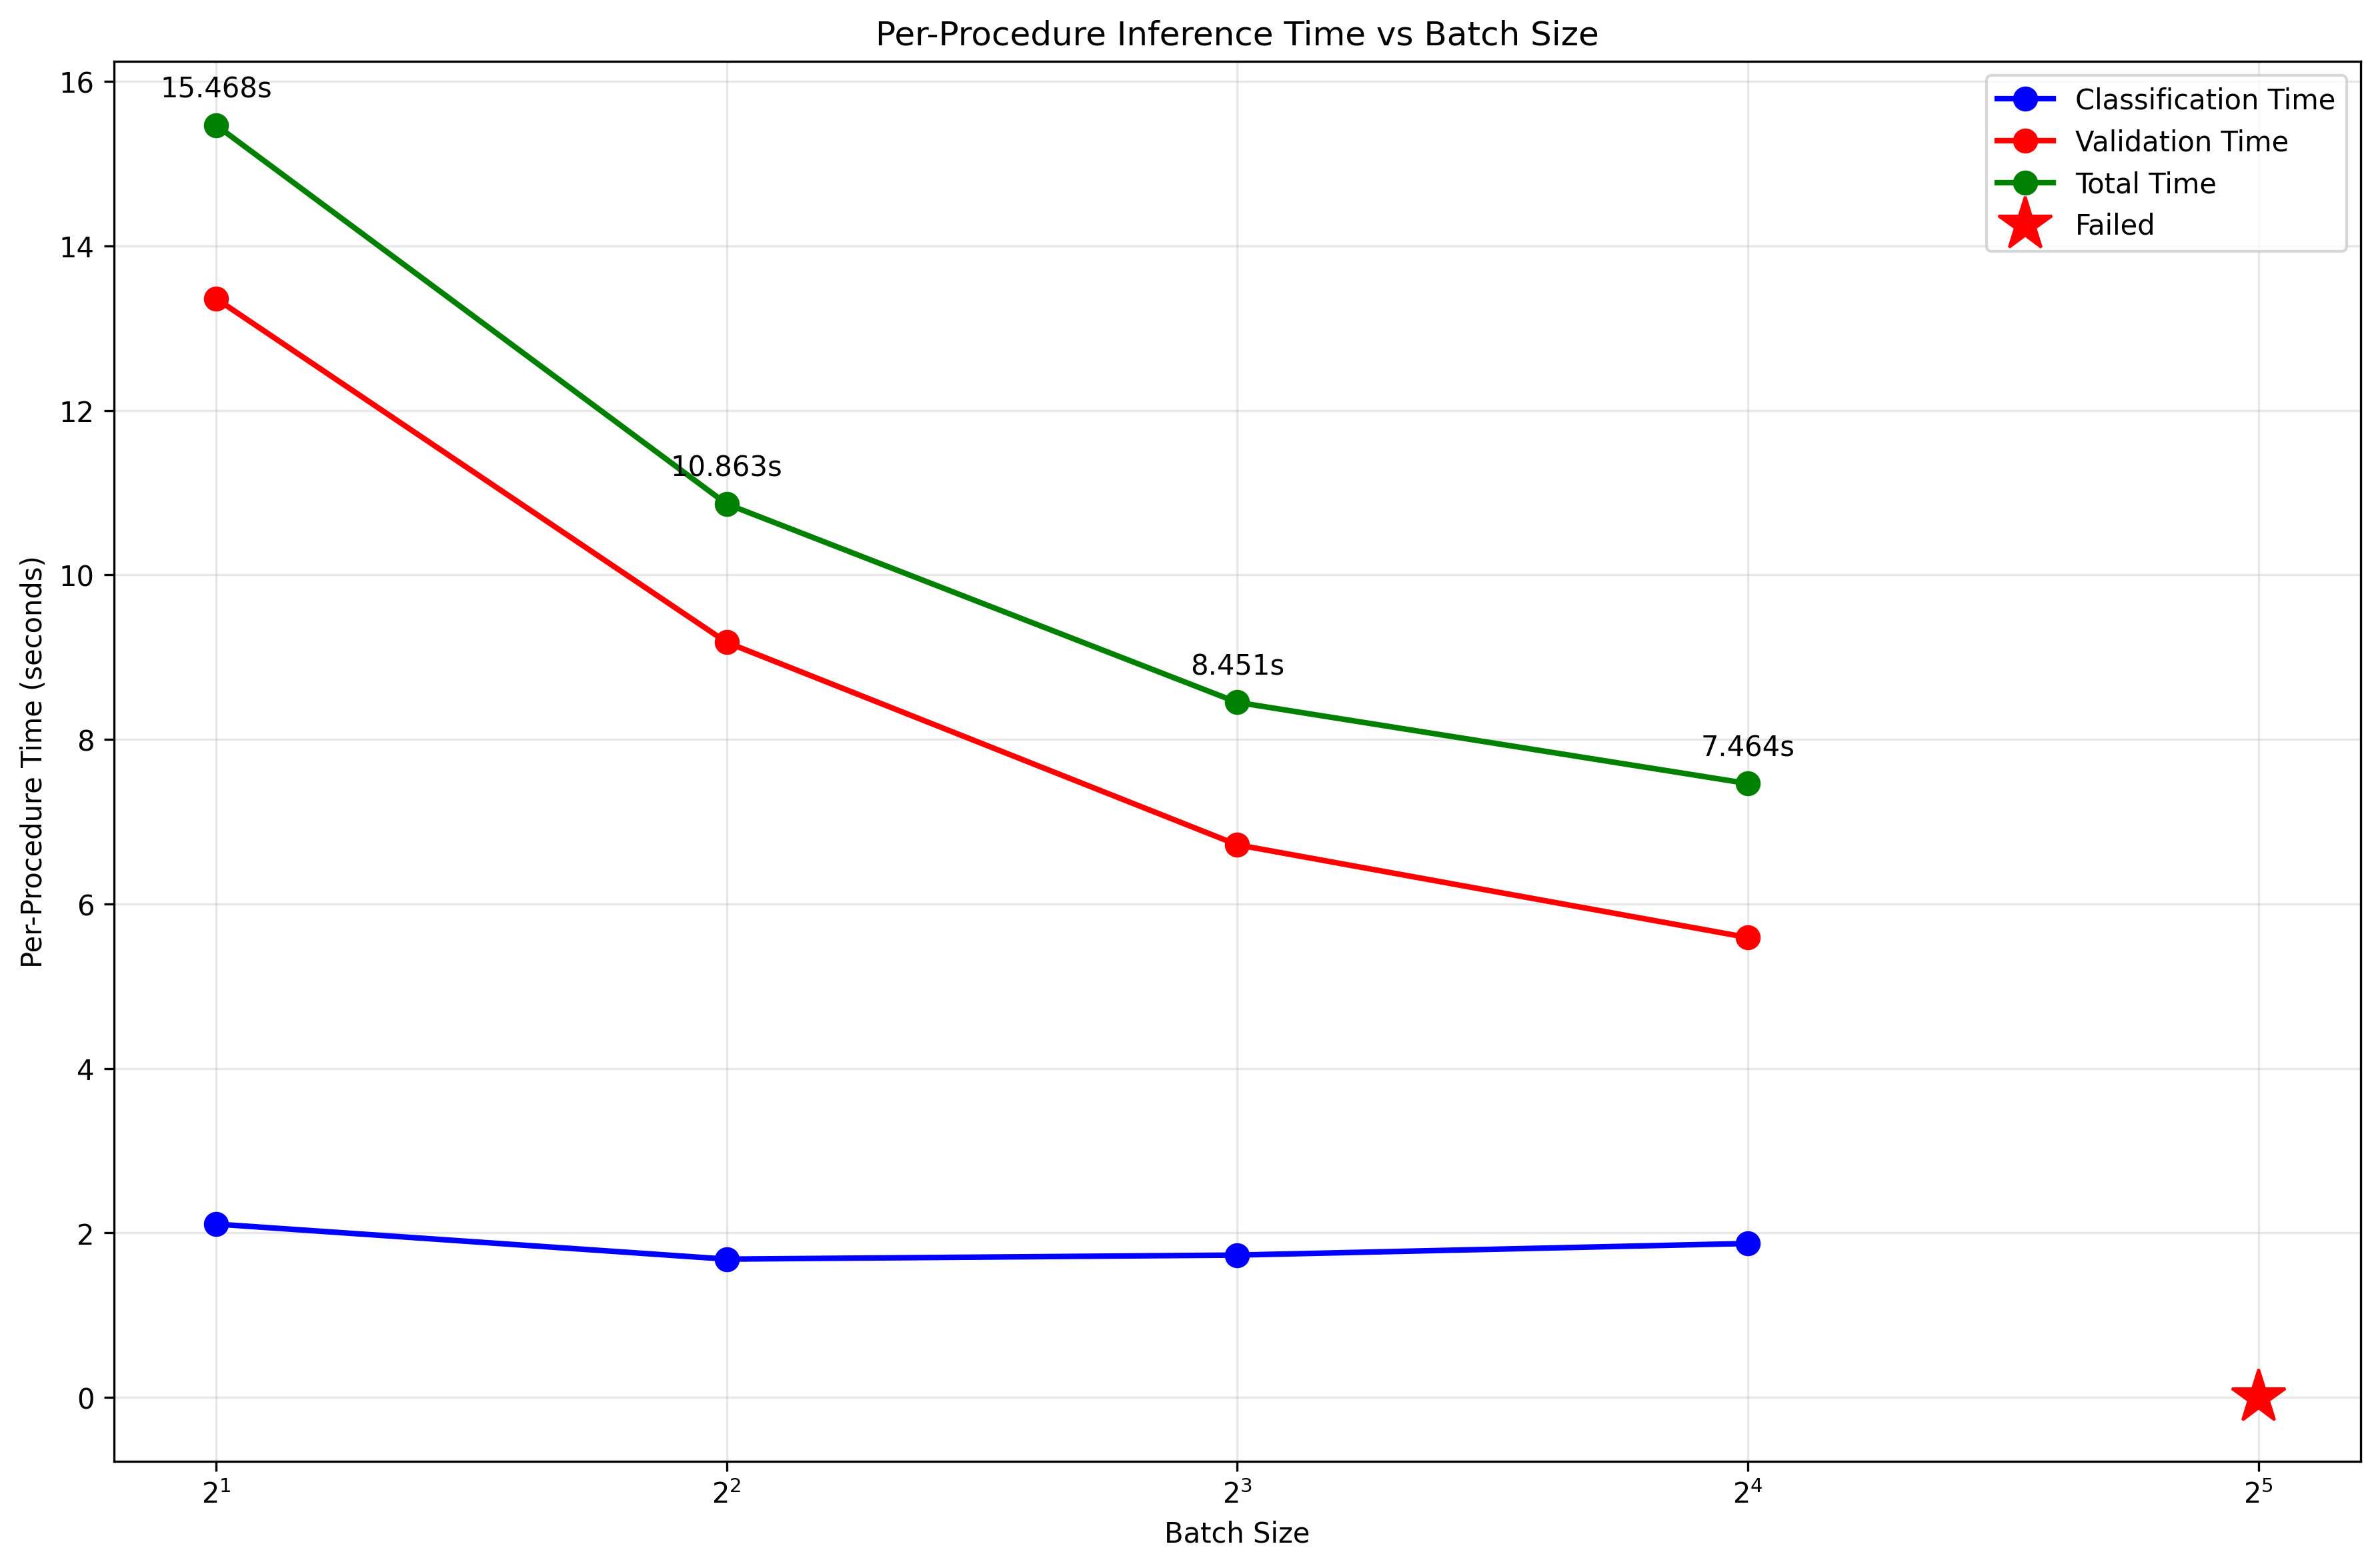 Per-Procedure Inference Time vs Batch Size
Per-Procedure Time (seconds)
16
14
12
10
8
6
4
2
0
15.468s
10.863s
8.451s
7.464s
Classification Time
Validation Time
Total Time
Failed
2¹
2²
2³
2⁴
2⁵
Batch Size